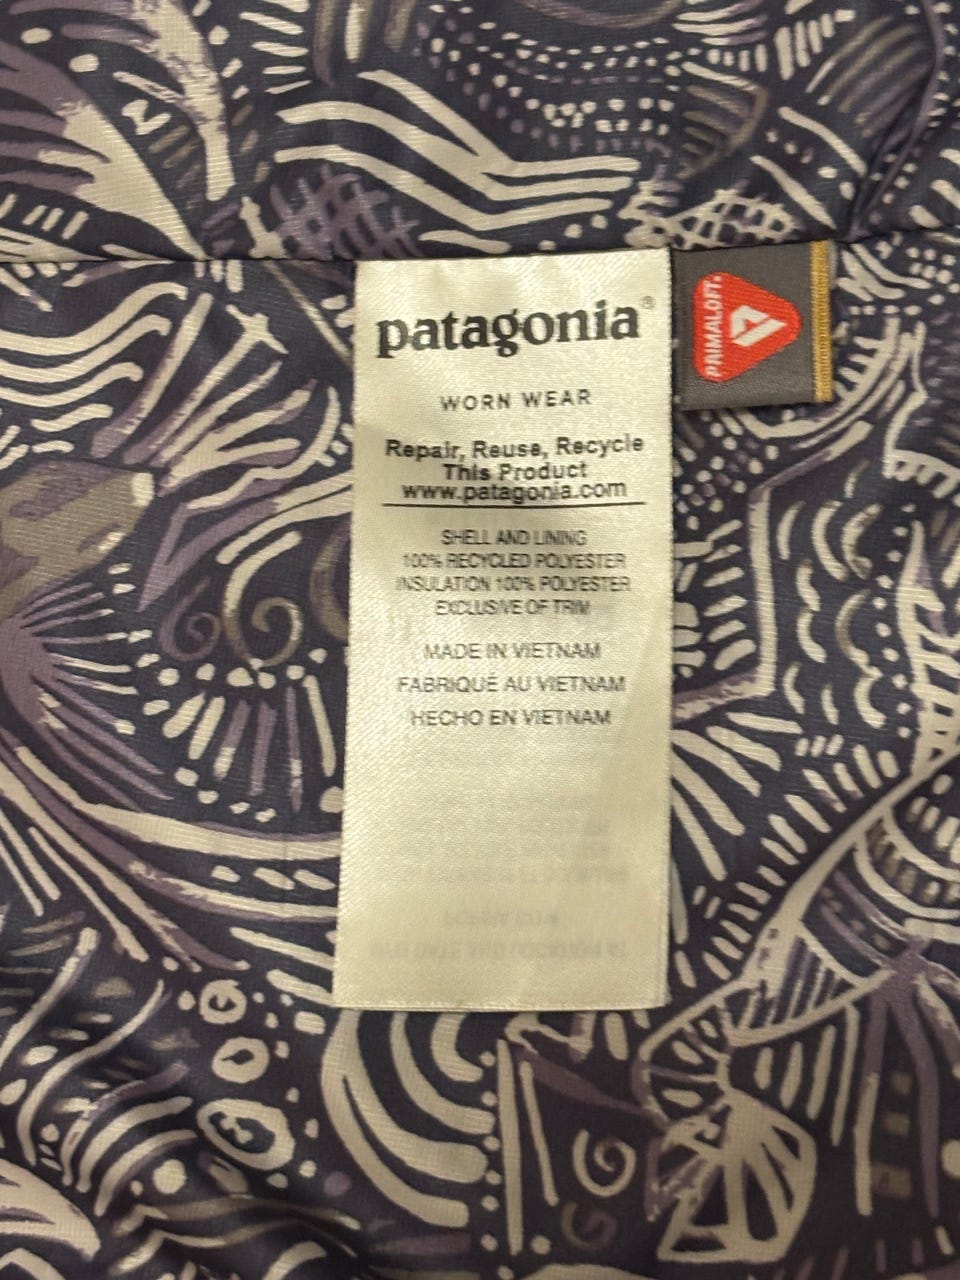 patagonia®
PRIMALOFT®
WORN WEAR
Repair, Reuse, Recycle
This Product
www.patagonia.com
SHELL AND LINING
100% RECYCLED POLYESTER
INSULATION 100% POLYESTER
EXCLUSIVE OF TRIM
MADE IN VIETNAM
FABRIQUÉ AU VIETNAM
HECHO EN VIETNAM